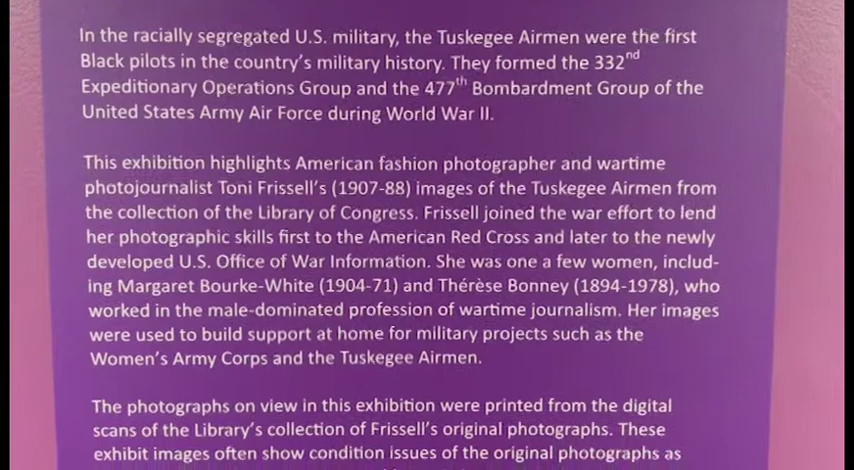 In the racially segregated U.S. military, the Tuskegee Airmen were the first
Black pilots in the country's military history. They formed the 332nd
Expeditionary Operations Group and the 477th Bombardment Group of the
United States Army Air Force during World War II.
This exhibition highlights American fashion photographer and wartime
photojournalist Toni Frissell's (1907-88) images of the Tuskegee Airmen from
the collection of the Library of Congress. Frissell joined the war effort to lend
her photographic skills first to the American Red Cross and later to the newly
developed U.S. Office of War Information. She was one a few women, includ-
ing Margaret Bourke-White (1904-71) and Thérèse Bonney (1894-1978), who
worked in the male-dominated profession of wartime journalism. Her images
were used to build support at home for military projects such as the
Women's Army Corps and the Tuskegee Airmen.
The photographs on view in this exhibition were printed from the digital
scans of the Library's collection of Frissell's original photographs. These
exhibit images often show condition issues of the original photographs as